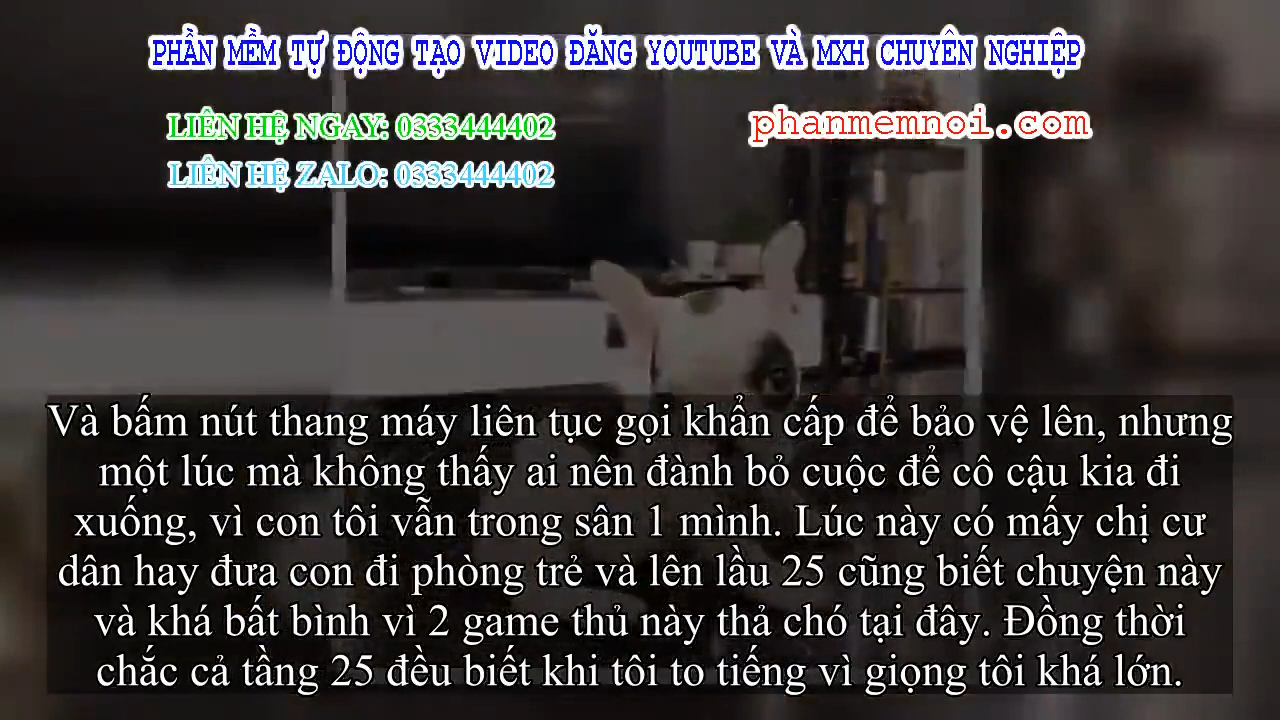 PHẦN MỀM TỰ ĐỘNG TẠO VIDEO ĐĂNG YOUTUBE VÀ MXH CHUYÊN NGHIỆP
LIÊN HỆ NGAY: 0333444402
phanmemnoi.com
LIÊN HỆ ZALO: 0333444402
Và bấm nút thang máy liên tục gọi khẩn cấp để bảo vệ lên, nhưng
một lúc mà không thấy ai nên đành bỏ cuộc để cô cậu kia đi
xuống, vì con tôi vẫn trong sân 1 mình. Lúc này có mấy chị cư
dân hay đưa con đi phòng trẻ và lên lầu 25 cũng biết chuyện này
và khá bất bình vì 2 game thủ này thả chó tại đây. Đồng thời
chắc cả tầng 25 đều biết khi tôi to tiếng vì giọng tôi khá lớn.